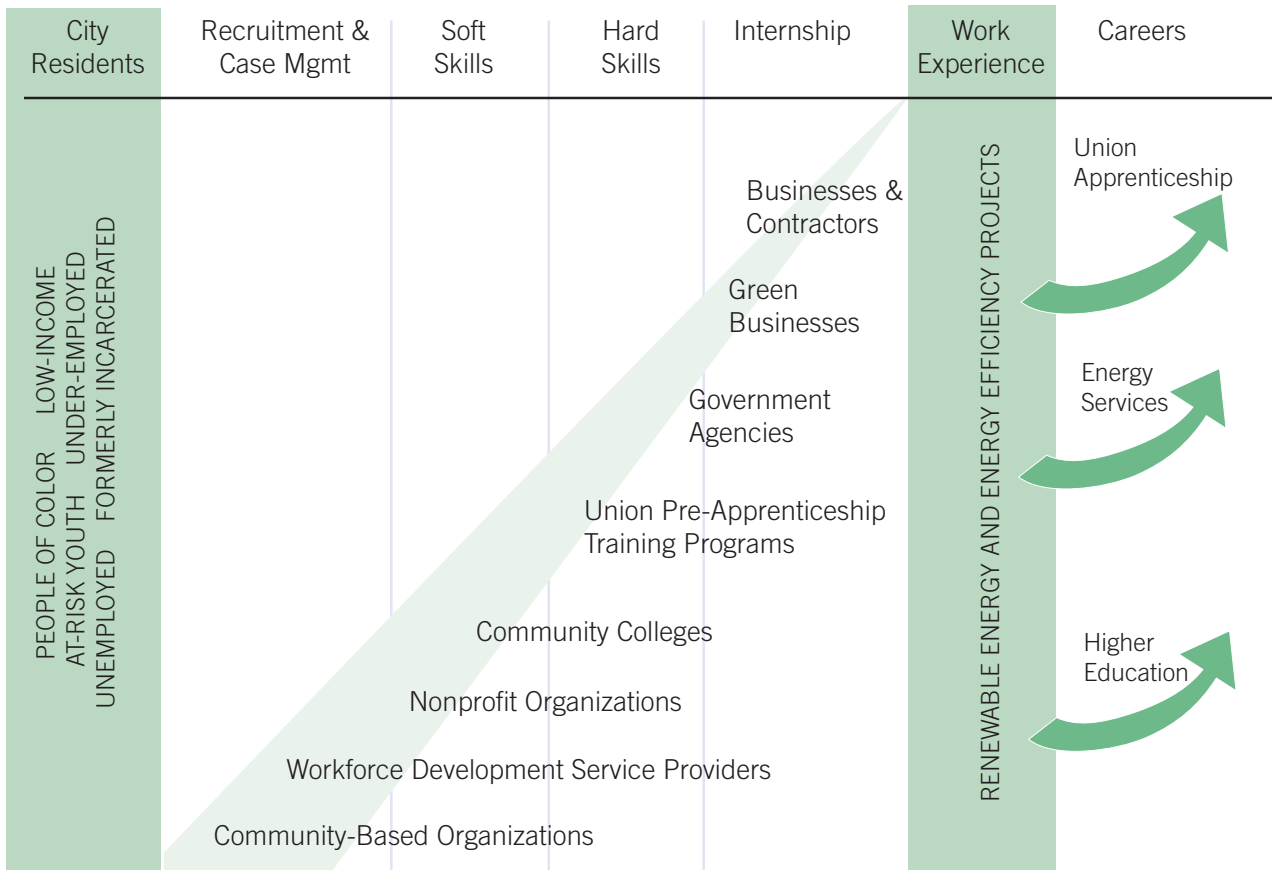 City
Residents
Recruitment &
Case Mgmt
Soft
Skills
Hard
Skills
Internship
Work
Experience
Careers
PEOPLE OF COLOR LOW-INCOME
AT-RISK YOUTH UNDER-EMPLOYED
UNEMPLOYED FORMERLY INCARCERATED
Businesses &
Contractors
Green
Businesses
Government
Agencies
Union Pre-Apprenticeship
Training Programs
Community Colleges
Nonprofit Organizations
Workforce Development Service Providers
Community-Based Organizations
RENEWABLE ENERGY AND ENERGY EFFICIENCY PROJECTS
Union
Apprenticeship
Energy
Services
Higher
Education